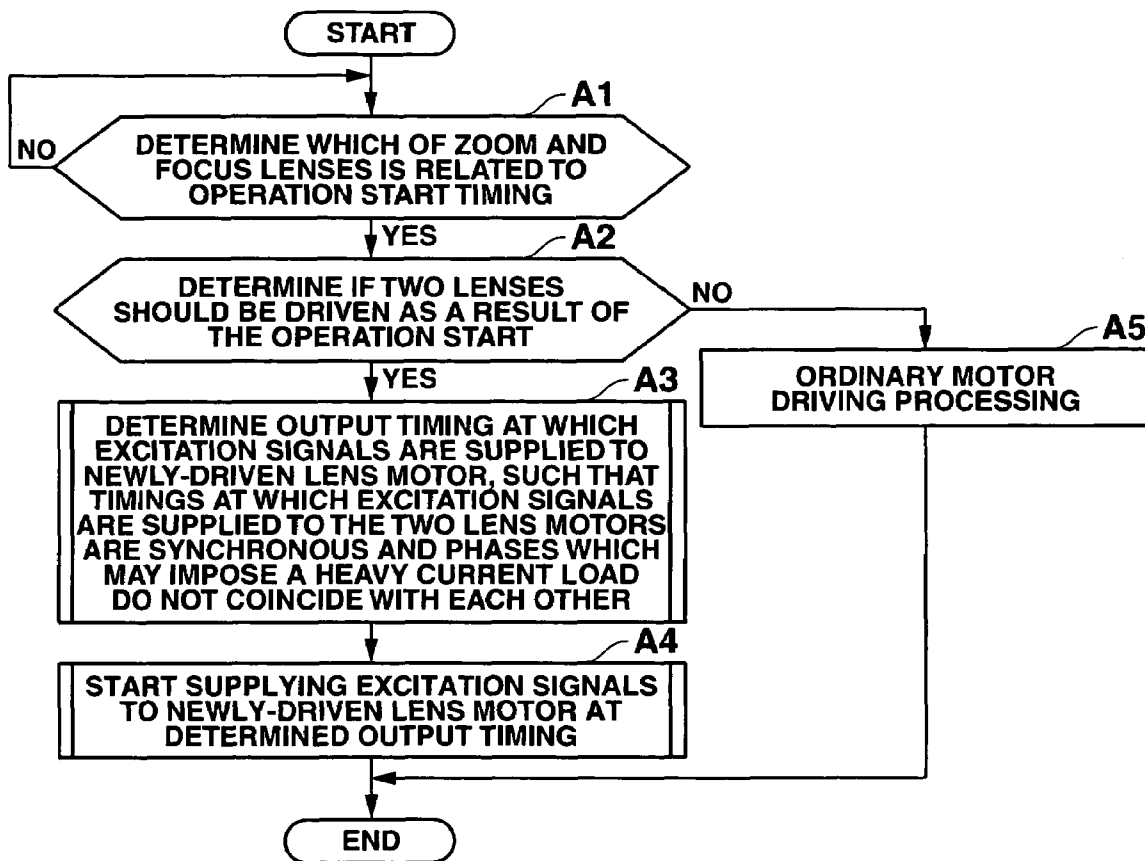 START
A1
DETERMINE WHICH OF ZOOM AND
FOCUS LENSES IS RELATED TO
OPERATION START TIMING
NO
YES
A2
DETERMINE IF TWO LENSES
SHOULD BE DRIVEN AS A RESULT OF
THE OPERATION START
NO
YES
A5
ORDINARY MOTOR
DRIVING PROCESSING
A3
DETERMINE OUTPUT TIMING AT WHICH
EXCITATION SIGNALS ARE SUPPLIED TO
NEWLY-DRIVEN LENS MOTOR, SUCH THAT
TIMINGS AT WHICH EXCITATION SIGNALS
ARE SUPPLIED TO THE TWO LENS MOTORS
ARE SYNCHRONOUS AND PHASES WHICH
MAY IMPOSE A HEAVY CURRENT LOAD
DO NOT COINCIDE WITH EACH OTHER
A4
START SUPPLYING EXCITATION SIGNALS
TO NEWLY-DRIVEN LENS MOTOR AT
DETERMINED OUTPUT TIMING
END